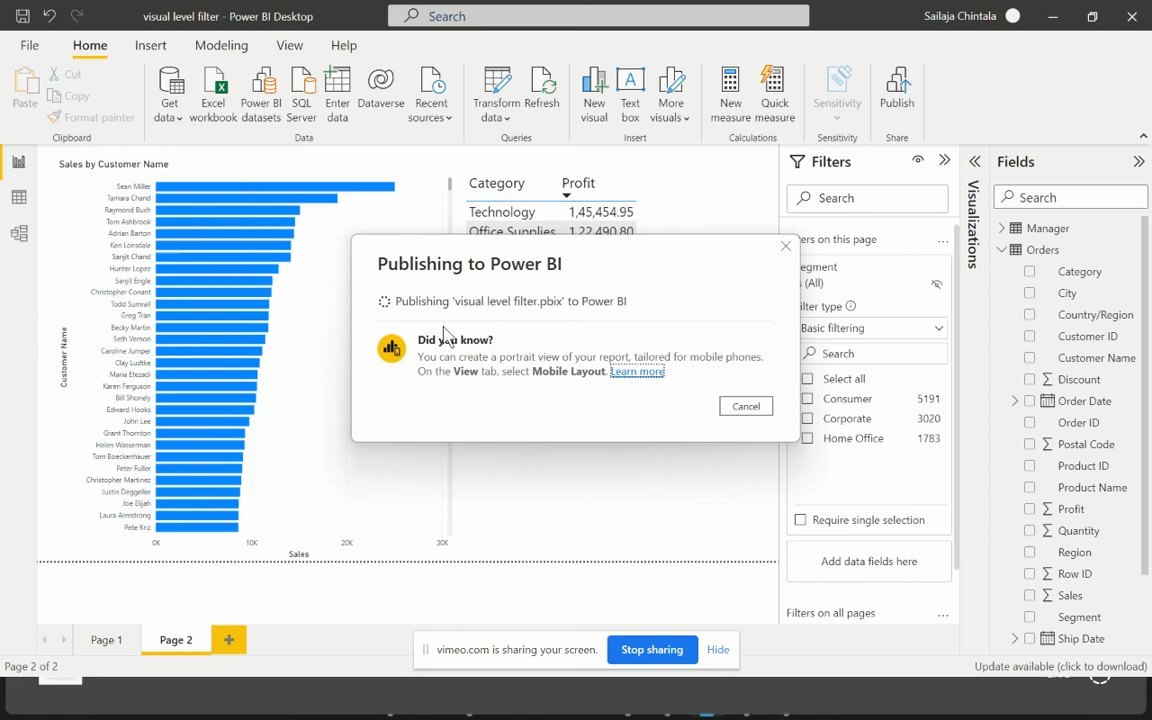 visual level filter - Power BI Desktop
Search
Sailaja Chintala
File
Home
Insert
Modeling
View
Help
Paste
Cut
Copy
Format painter
Clipboard
Get data
Excel workbook
Power BI datasets
SQL Server
Enter data
Dataverse
Recent sources
Data
Transform data
Refresh
Queries
New visual
Text box
More visuals
Insert
New measure
Quick measure
Calculations
Sensitivity
Sensitivity
Publish
Share
Sales by Customer Name
Customer Name
Sean Miller
Tamara Chand
Raymond Buch
Tom Ashbrook
Adrian Barton
Ken Lonsdale
Sanjit Chand
Hunter Lopez
Sanjit Engle
Christopher Conant
Todd Sumrall
Greg Tran
Becky Martin
Seth Vernon
Caroline Jumper
Clay Ludtke
Maria Etezadi
Karen Ferguson
Bill Shonely
Edward Hooks
John Lee
Grant Thornton
Helen Wasserman
Tom Boeckenhauer
Peter Fuller
Christopher Martinez
Justin Deggeller
Joe Elijah
Laura Armstrong
Pete Kriz
0K
10K
20K
30K
Sales
Category Profit
Technology 1,45,454.95
Office Supplies 1,22,490.80
Publishing to Power BI
Publishing 'visual level filter.pbix' to Power BI
Did you know?
You can create a portrait view of your report, tailored for mobile phones.
On the View tab, select Mobile Layout. Learn more
Cancel
Filters
Search
ers on this page ...
egment
s (All)
ilter type
Basic filtering
Search
Select all
Consumer 5191
Corporate 3020
Home Office 1783
Require single selection
Add data fields here
Filters on all pages ...
Visualizations
Fields
Search
Manager
Orders
Category
City
Country/Region
Customer ID
Customer Name
Discount
Order Date
Order ID
Postal Code
Product ID
Product Name
Profit
Quantity
Region
Row ID
Sales
Segment
Ship Date
Page 1
Page 2
vimeo.com is sharing your screen.
Stop sharing
Hide
Page 2 of 2
Update available (click to download)